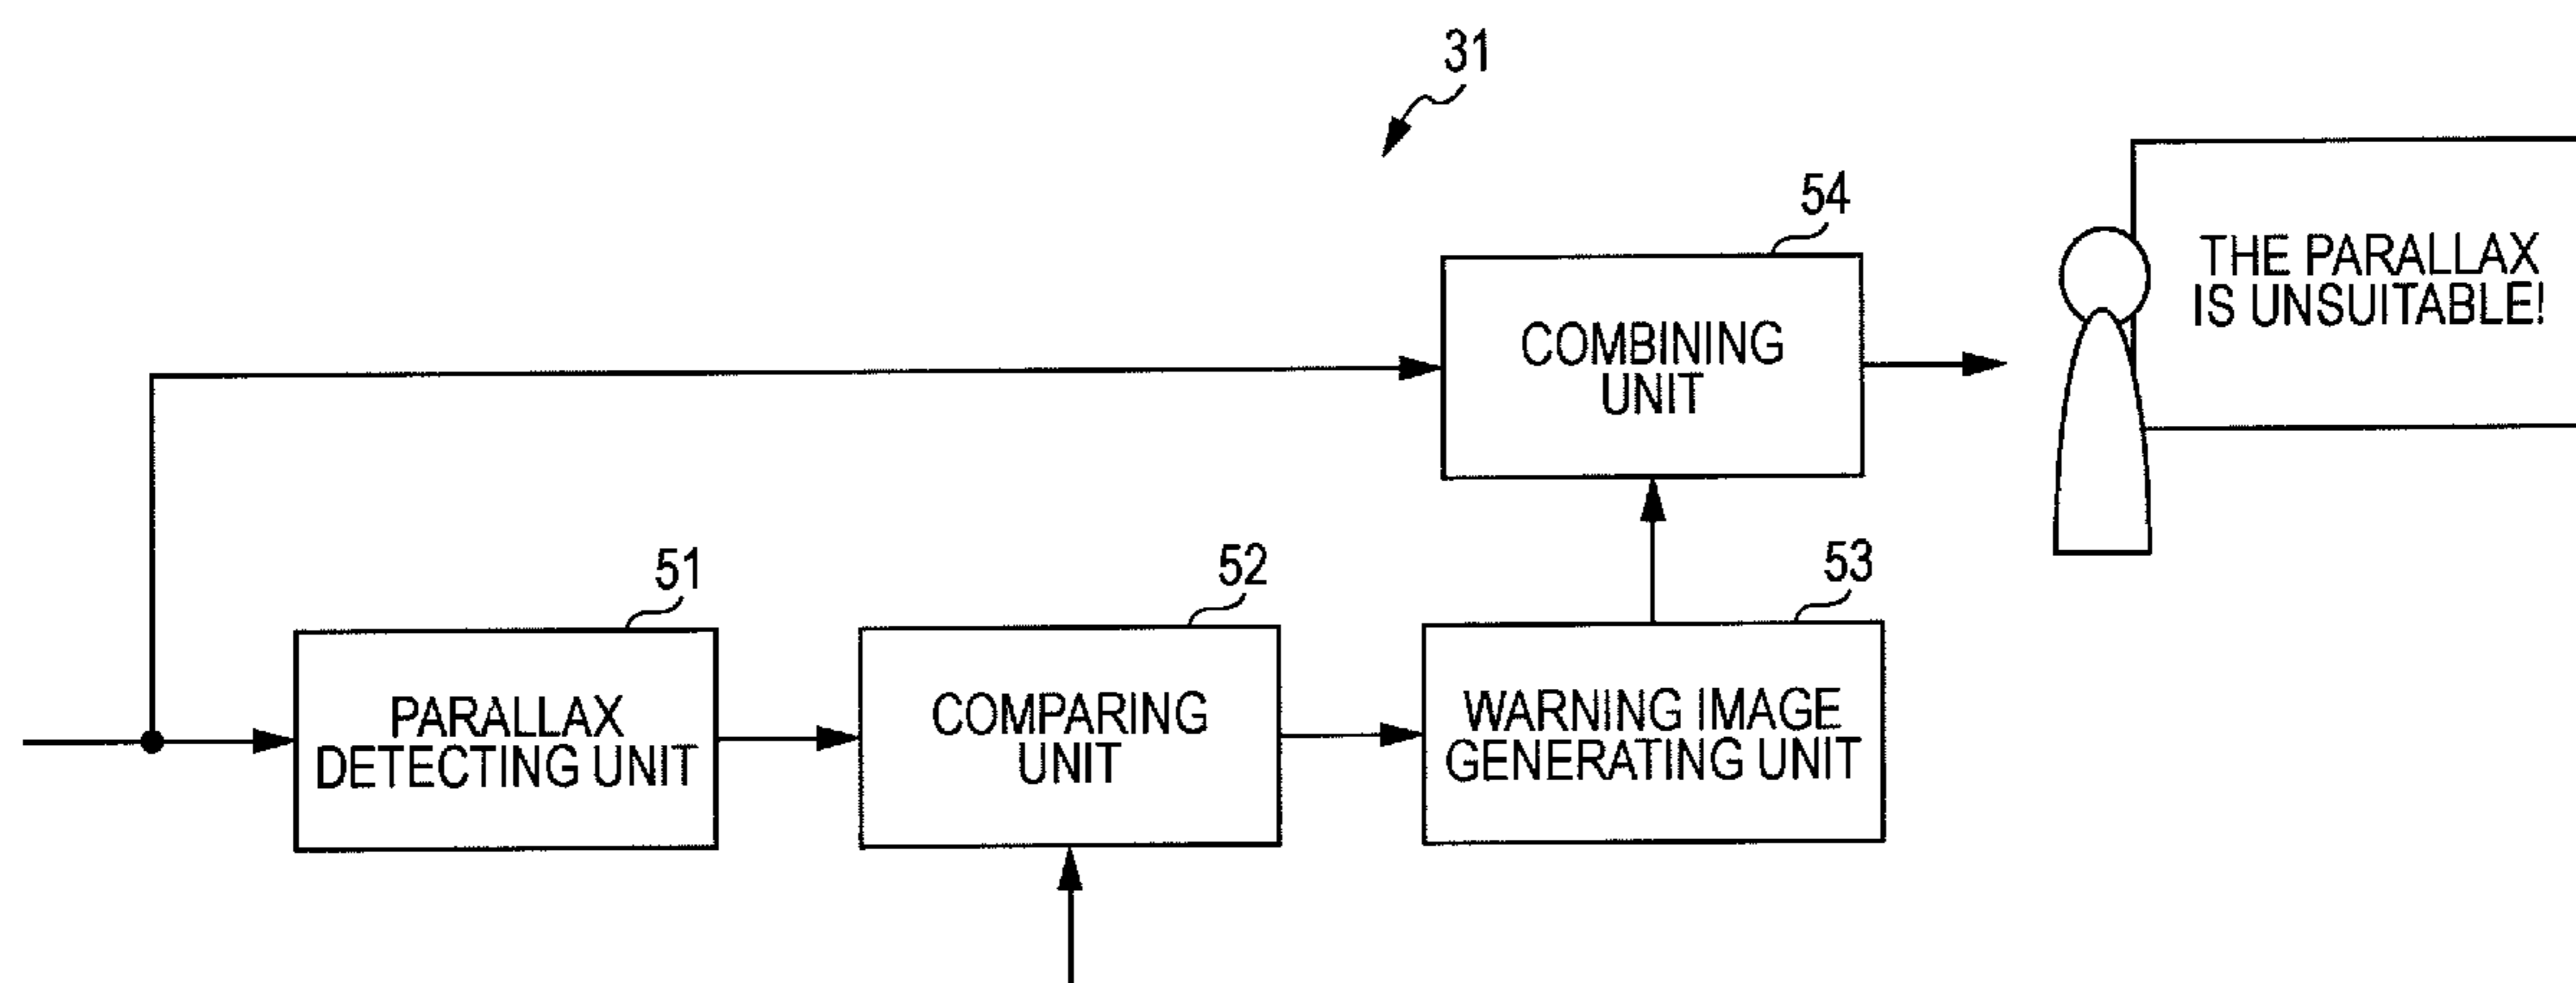 31
54
THE PARALLAX
IS UNSUITABLE!
COMBINING
UNIT
51
52
53
PARALLAX
DETECTING UNIT
COMPARING
UNIT
WARNING IMAGE
GENERATING UNIT